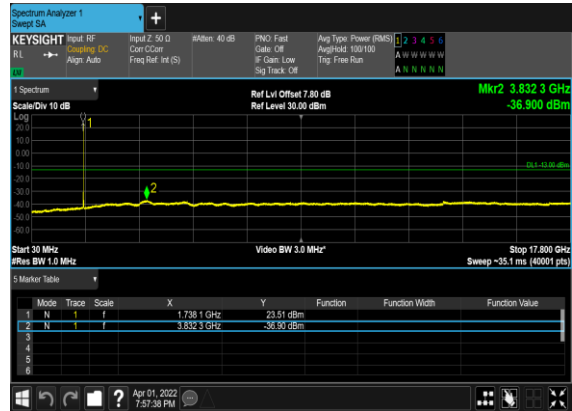 Spectrum Analyzer 1
Swept SA
+
KEYSIGHT Input: RF Input Z: 50 Ω #Atten: 40 dB PNO: Fast Avg Type: Power (RMS) 1 2 3 4 5 6
RL Coupling: DC Corr CCorr Gate: Off Avg|Hold: 100/100 A W W W W W
Align: Auto Freq Ref: Int (S) IF Gain: Low Trig: Free Run
Sig Track: Off A N N N N N
1 Spectrum Ref Lvl Offset 7.80 dB Mkr2 3.832 3 GHz
Scale/Div 10 dB Ref Level 30.00 dBm -36.900 dBm
Log
20.0 1
10.0
0.00
-10.0 DL1 -13.00 dBm
-20.0
-30.0 2
-40.0
-50.0
-60.0
Start 30 MHz Video BW 3.0 MHz* Stop 17.800 GHz
#Res BW 1.0 MHz Sweep ~35.1 ms (40001 pts)
5 Marker Table
Mode Trace Scale X Y Function Function Width Function Value
1 N 1 f 1.738 1 GHz 23.51 dBm
2 N 1 f 3.832 3 GHz -36.90 dBm
3
4
5
6
? Apr 01, 2022
7:57:38 PM